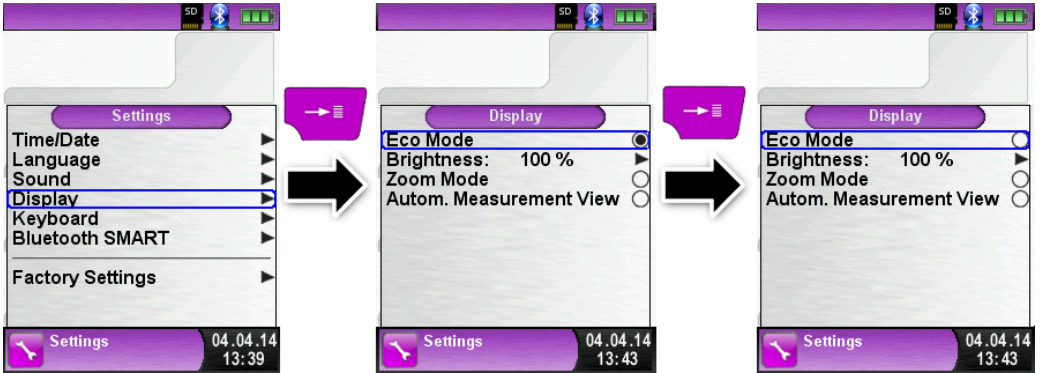 SD
Settings
Time/Date
Language
Sound
Display
Keyboard
Bluetooth SMART
Factory Settings
Settings
04.04.14
13:39
SD
Display
Eco Mode
Brightness: 100 %
Zoom Mode
Autom. Measurement View
Settings
04.04.14
13:43
SD
Display
Eco Mode
Brightness: 100 %
Zoom Mode
Autom. Measurement View
Settings
04.04.14
13:43